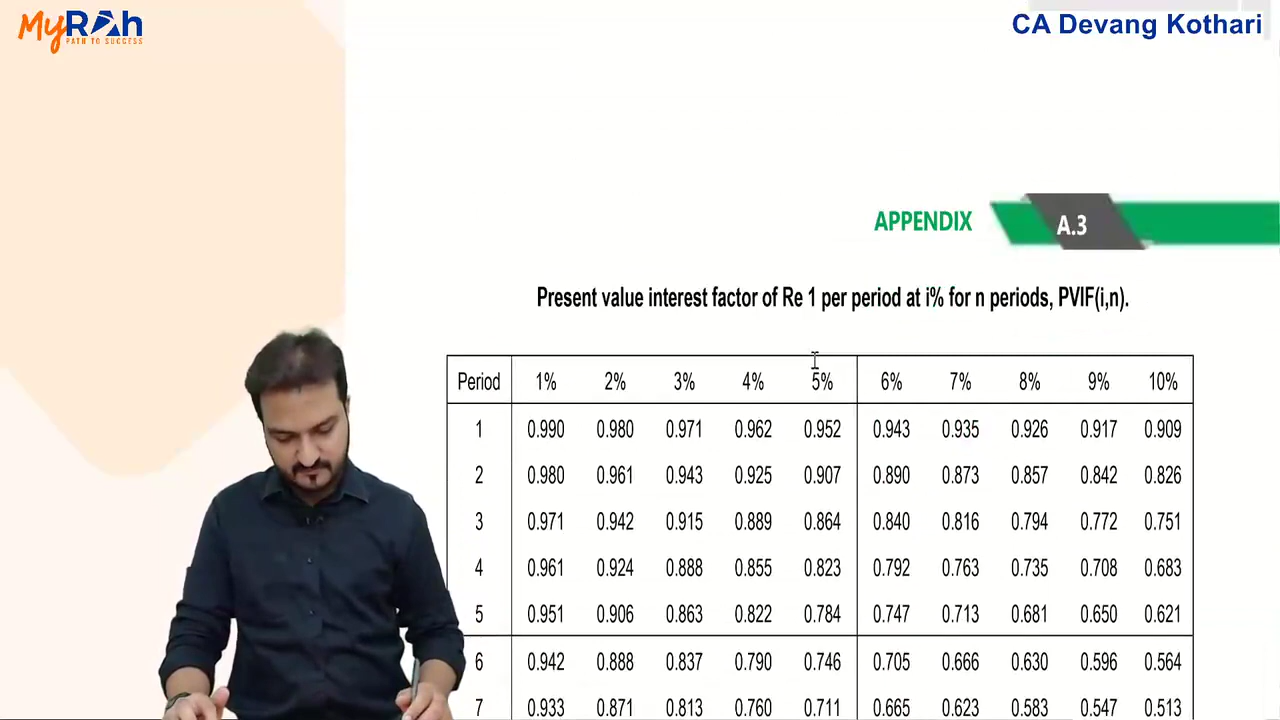 MyRAh
PATH TO SUCCESS
CA Devang Kothari
APPENDIX A.3
Present value interest factor of Re 1 per period at i% for n periods, PVIF(i,n).
Period 1% 2% 3% 4% 5% 6% 7% 8% 9% 10%
1 0.990 0.980 0.971 0.962 0.952 0.943 0.935 0.926 0.917 0.909
2 0.980 0.961 0.943 0.925 0.907 0.890 0.873 0.857 0.842 0.826
3 0.971 0.942 0.915 0.889 0.864 0.840 0.816 0.794 0.772 0.751
4 0.961 0.924 0.888 0.855 0.823 0.792 0.763 0.735 0.708 0.683
5 0.951 0.906 0.863 0.822 0.784 0.747 0.713 0.681 0.650 0.621
6 0.942 0.888 0.837 0.790 0.746 0.705 0.666 0.630 0.596 0.564
7 0.933 0.871 0.813 0.760 0.711 0.665 0.623 0.583 0.547 0.513